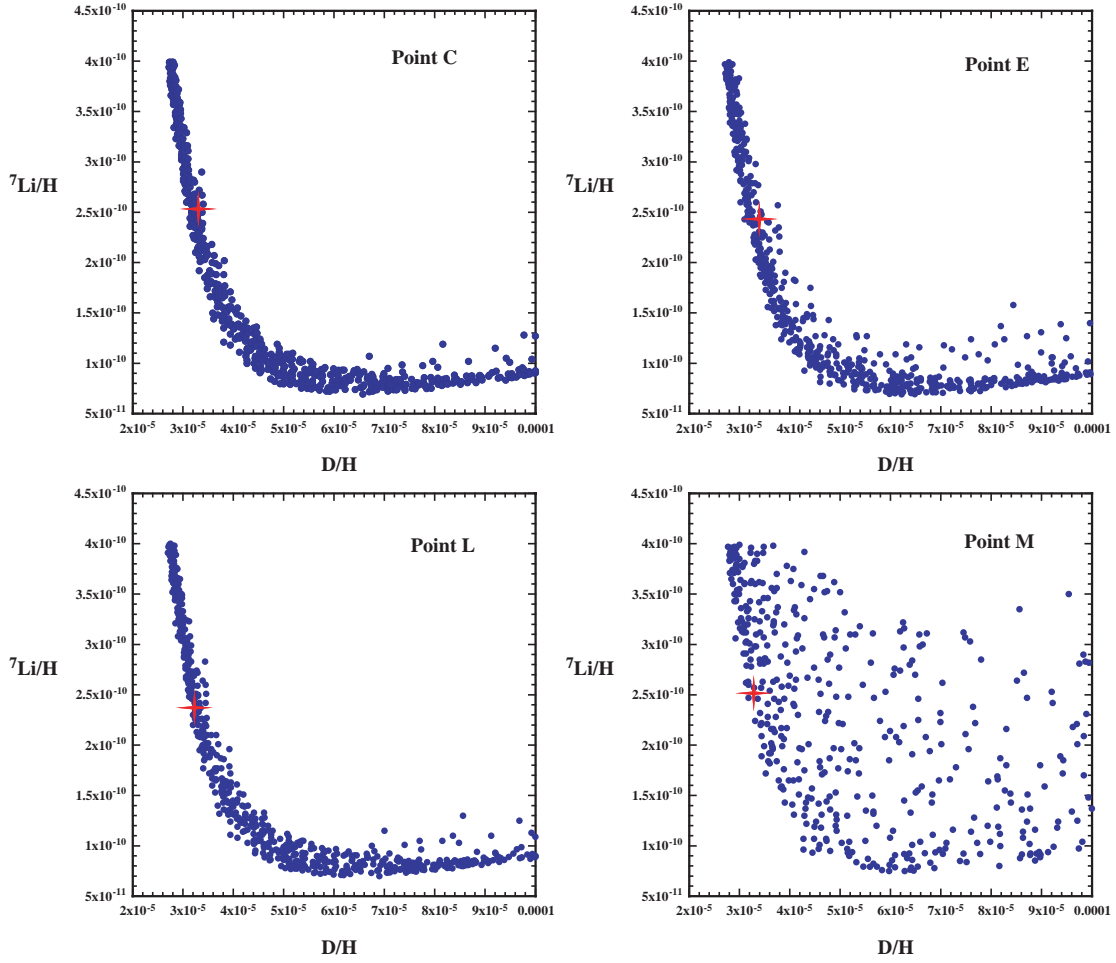 4.5x10⁻¹⁰ 4.5x10⁻¹⁰
Point C Point E
4x10⁻¹⁰ 4x10⁻¹⁰
3.5x10⁻¹⁰ 3.5x10⁻¹⁰
3x10⁻¹⁰ 3x10⁻¹⁰
⁷Li/H ⁷Li/H
2.5x10⁻¹⁰ 2.5x10⁻¹⁰
2x10⁻¹⁰ 2x10⁻¹⁰
1.5x10⁻¹⁰ 1.5x10⁻¹⁰
1x10⁻¹⁰ 1x10⁻¹⁰
5x10⁻¹¹ 5x10⁻¹¹
2x10⁻⁵ 3x10⁻⁵ 4x10⁻⁵ 5x10⁻⁵ 6x10⁻⁵ 7x10⁻⁵ 8x10⁻⁵ 9x10⁻⁵ 0.0001 2x10⁻⁵ 3x10⁻⁵ 4x10⁻⁵ 5x10⁻⁵ 6x10⁻⁵ 7x10⁻⁵ 8x10⁻⁵ 9x10⁻⁵ 0.0001
D/H D/H
4.5x10⁻¹⁰ 4.5x10⁻¹⁰
Point L Point M
4x10⁻¹⁰ 4x10⁻¹⁰
3.5x10⁻¹⁰ 3.5x10⁻¹⁰
3x10⁻¹⁰ 3x10⁻¹⁰
⁷Li/H ⁷Li/H
2.5x10⁻¹⁰ 2.5x10⁻¹⁰
2x10⁻¹⁰ 2x10⁻¹⁰
1.5x10⁻¹⁰ 1.5x10⁻¹⁰
1x10⁻¹⁰ 1x10⁻¹⁰
5x10⁻¹¹ 5x10⁻¹¹
2x10⁻⁵ 3x10⁻⁵ 4x10⁻⁵ 5x10⁻⁵ 6x10⁻⁵ 7x10⁻⁵ 8x10⁻⁵ 9x10⁻⁵ 0.0001 2x10⁻⁵ 3x10⁻⁵ 4x10⁻⁵ 5x10⁻⁵ 6x10⁻⁵ 7x10⁻⁵ 8x10⁻⁵ 9x10⁻⁵ 0.0001
D/H D/H